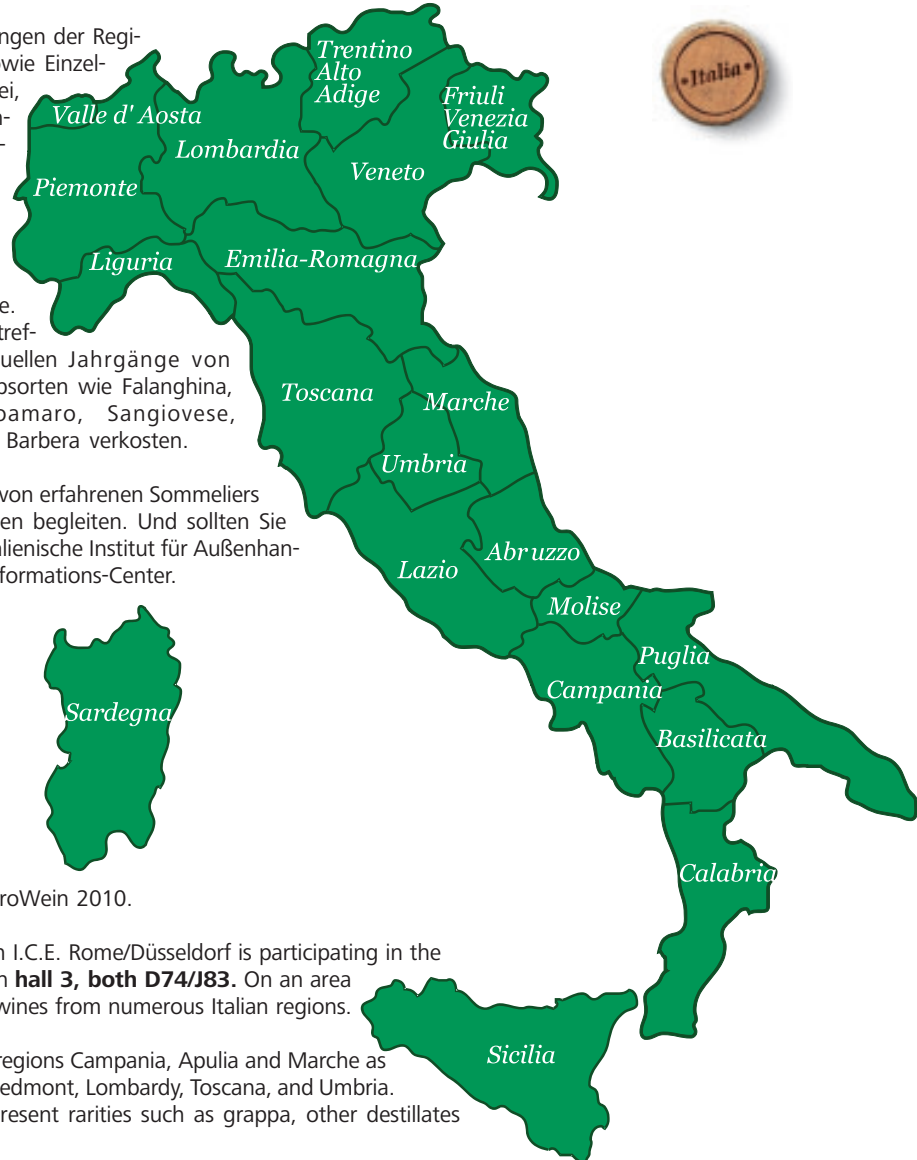 ngen der Regi-
owie Einzel-
ei,
Trentino
Alto
Adige
•Italia•
Friuli
Venezia
Giulia
Valle d' Aosta
Lombardia
Veneto
Piemonte
Liguria
Emilia-Romagna
e.
tref-
uellen Jahrgänge von
osorten wie Falanghina,
oamaro, Sangiovese,
Barbera verkosten.
Toscana
Marche
Umbria
von erfahrenen Sommeliers
en begleiten. Und sollten Sie
alienische Institut für Außenhan-
formations-Center.
Lazio
Abruzzo
Molise
Puglia
Campania
Sardegna
Basilicata
Calabria
roWein 2010.
n I.C.E. Rome/Düsseldorf is participating in the
n hall 3, both D74/J83. On an area
wines from numerous Italian regions.
Sicilia
regions Campania, Apulia and Marche as
edmont, Lombardy, Toscana, and Umbria.
resent rarities such as grappa, other destillates